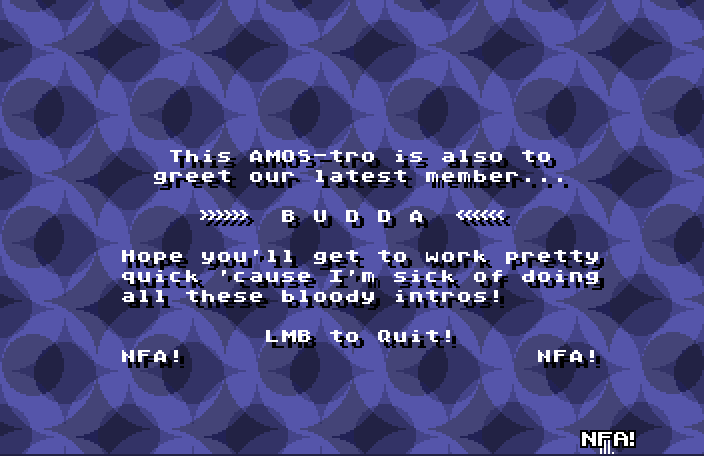 This AMOS-tro is also to
greet our latest member...
»»»» B U D D A ««««
Hope you'll get to work pretty
quick 'cause I'm sick of doing
all these bloody intros!
LMB to Quit!
NFA! NFA!
NFA!